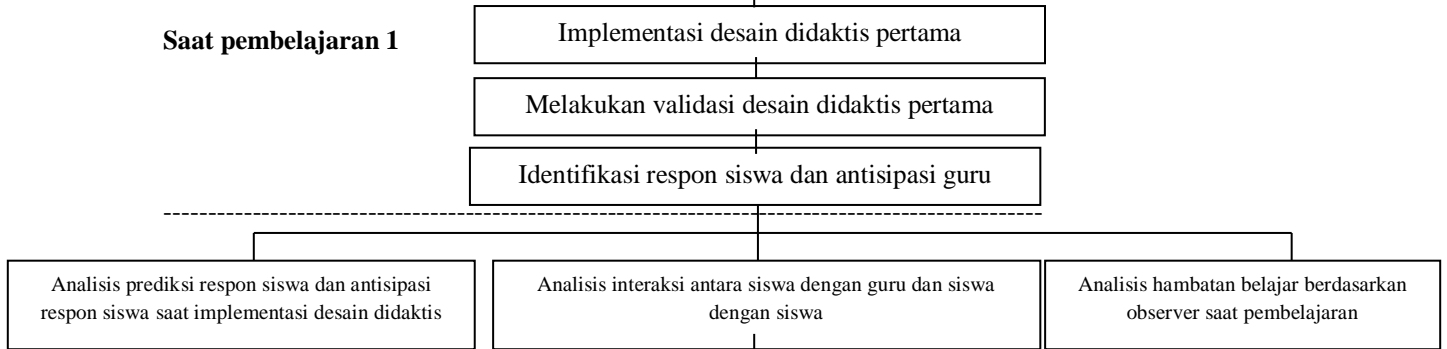 Saat pembelajaran 1
Implementasi desain didaktis pertama
Melakukan validasi desain didaktis pertama
Identifikasi respon siswa dan antisipasi guru
Analisis prediksi respon siswa dan antisipasi
respon siswa saat implementasi desain didaktis
Analisis interaksi antara siswa dengan guru dan siswa
dengan siswa
Analisis hambatan belajar berdasarkan
observer saat pembelajaran